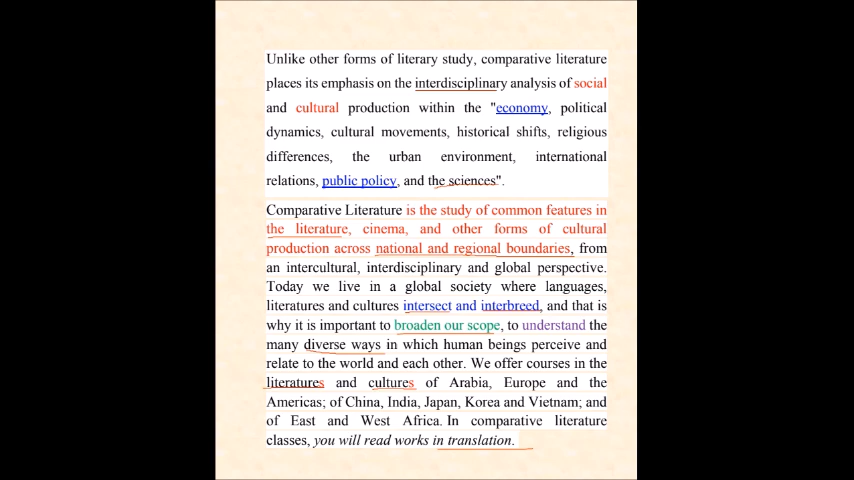 Unlike other forms of literary study, comparative literature
places its emphasis on the interdisciplinary analysis of social
and cultural production within the "economy, political
dynamics, cultural movements, historical shifts, religious
differences, the urban environment, international
relations, public policy, and the sciences".
Comparative Literature is the study of common features in
the literature, cinema, and other forms of cultural
production across national and regional boundaries, from
an intercultural, interdisciplinary and global perspective.
Today we live in a global society where languages,
literatures and cultures intersect and interbreed, and that is
why it is important to broaden our scope, to understand the
many diverse ways in which human beings perceive and
relate to the world and each other. We offer courses in the
literatures and cultures of Arabia, Europe and the
Americas; of China, India, Japan, Korea and Vietnam; and
of East and West Africa. In comparative literature
classes, you will read works in translation.